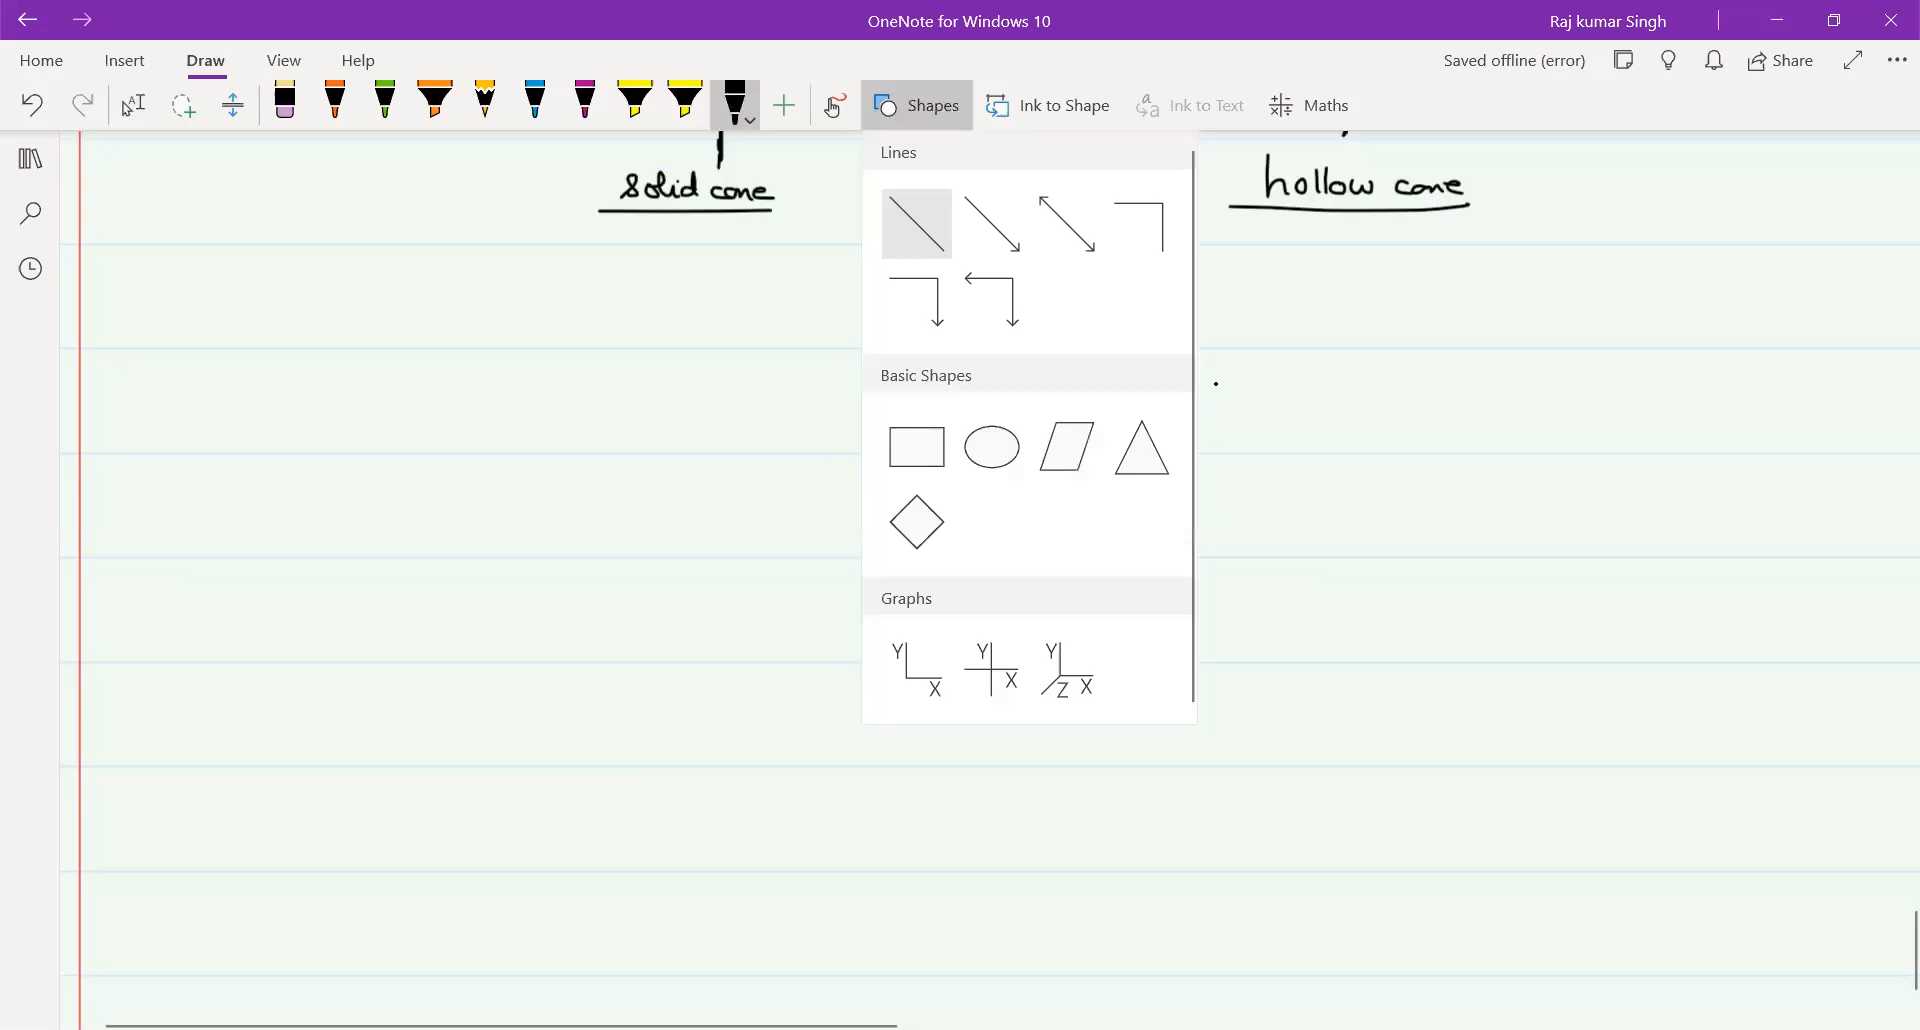 OneNote for Windows 10
Raj kumar Singh
Home Insert Draw View Help
Saved offline (error) Share
Shapes Ink to Shape Ink to Text Maths
Lines
solid cone
hollow cone
Basic Shapes
Graphs
Y X
Y X
Y Z X